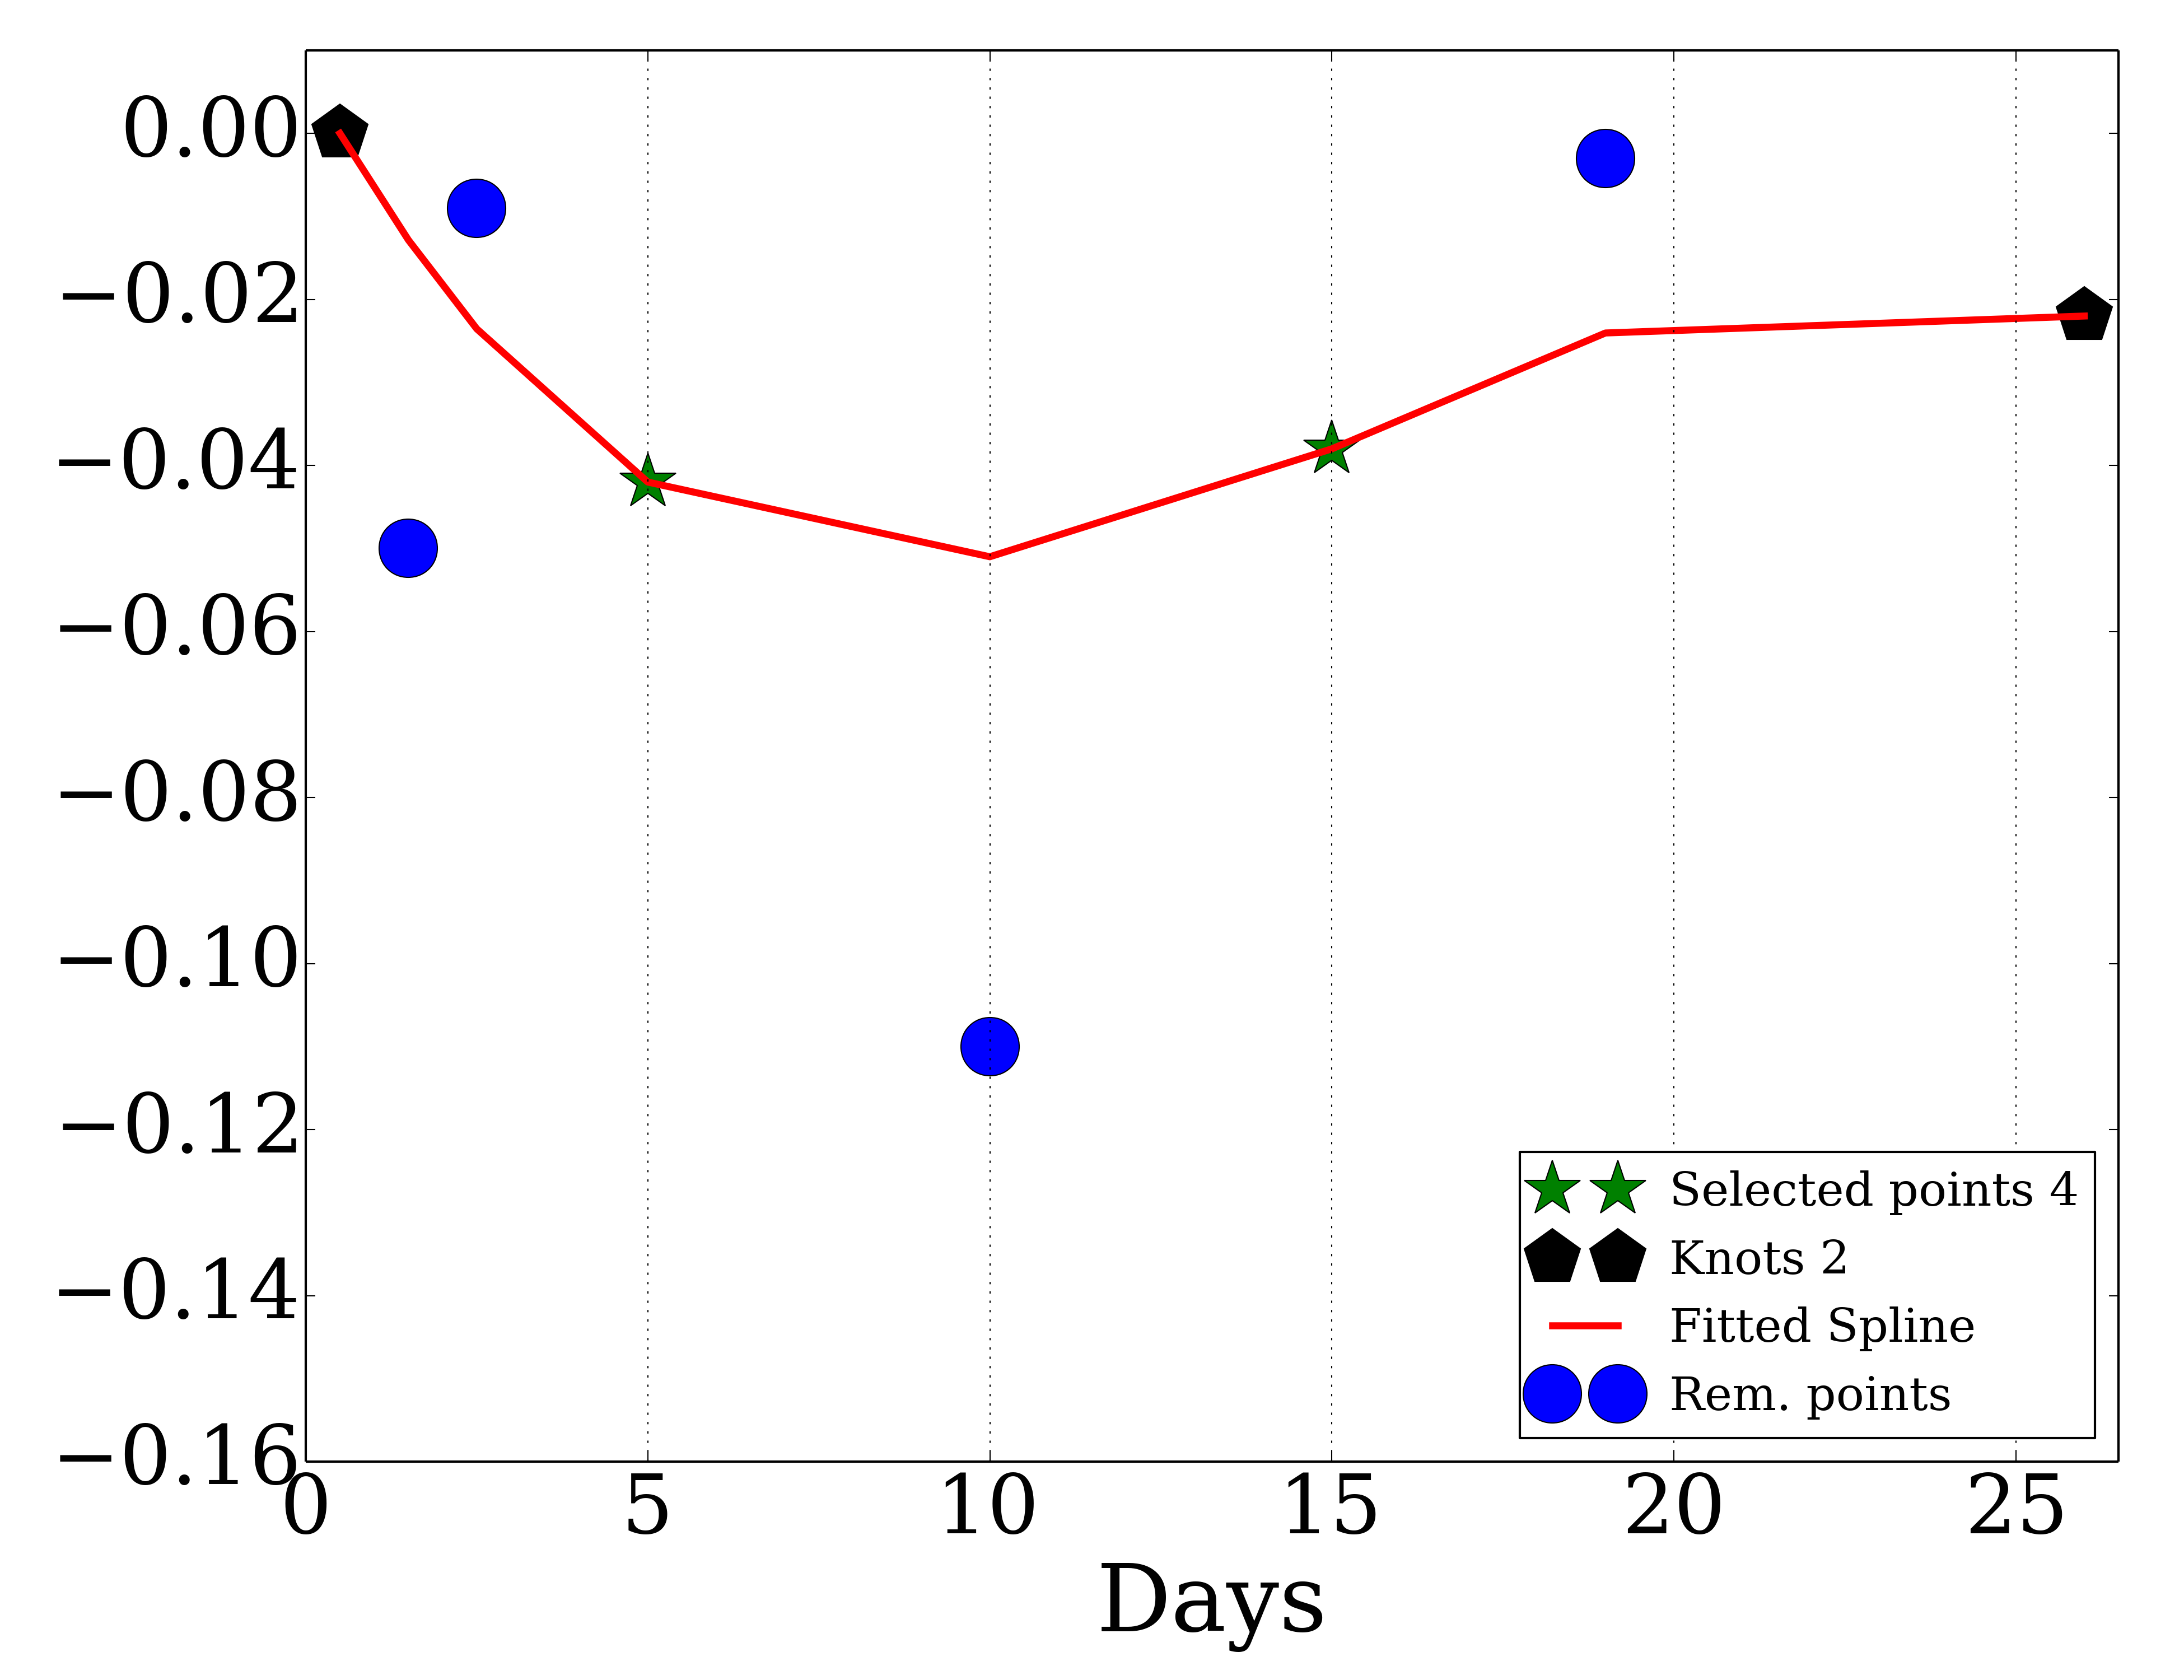 0.00
−0.02
−0.04
−0.06
−0.08
−0.10
−0.12
−0.14
−0.16
Selected points 4
Knots 2
Fitted Spline
Rem. points
0 5 10 15 20 25
Days